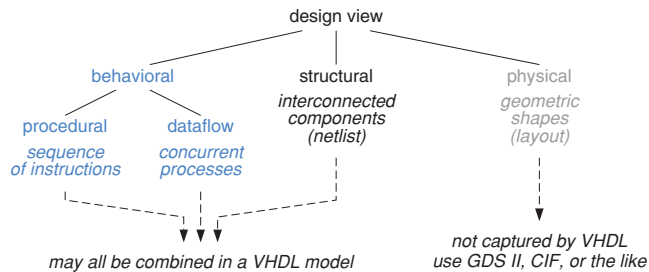 design view
behavioral
structural
physical
interconnected
components
(netlist)
geometric
shapes
(layout)
procedural
dataflow
sequence
of instructions
concurrent
processes
may all be combined in a VHDL model
not captured by VHDL
use GDS II, CIF, or the like